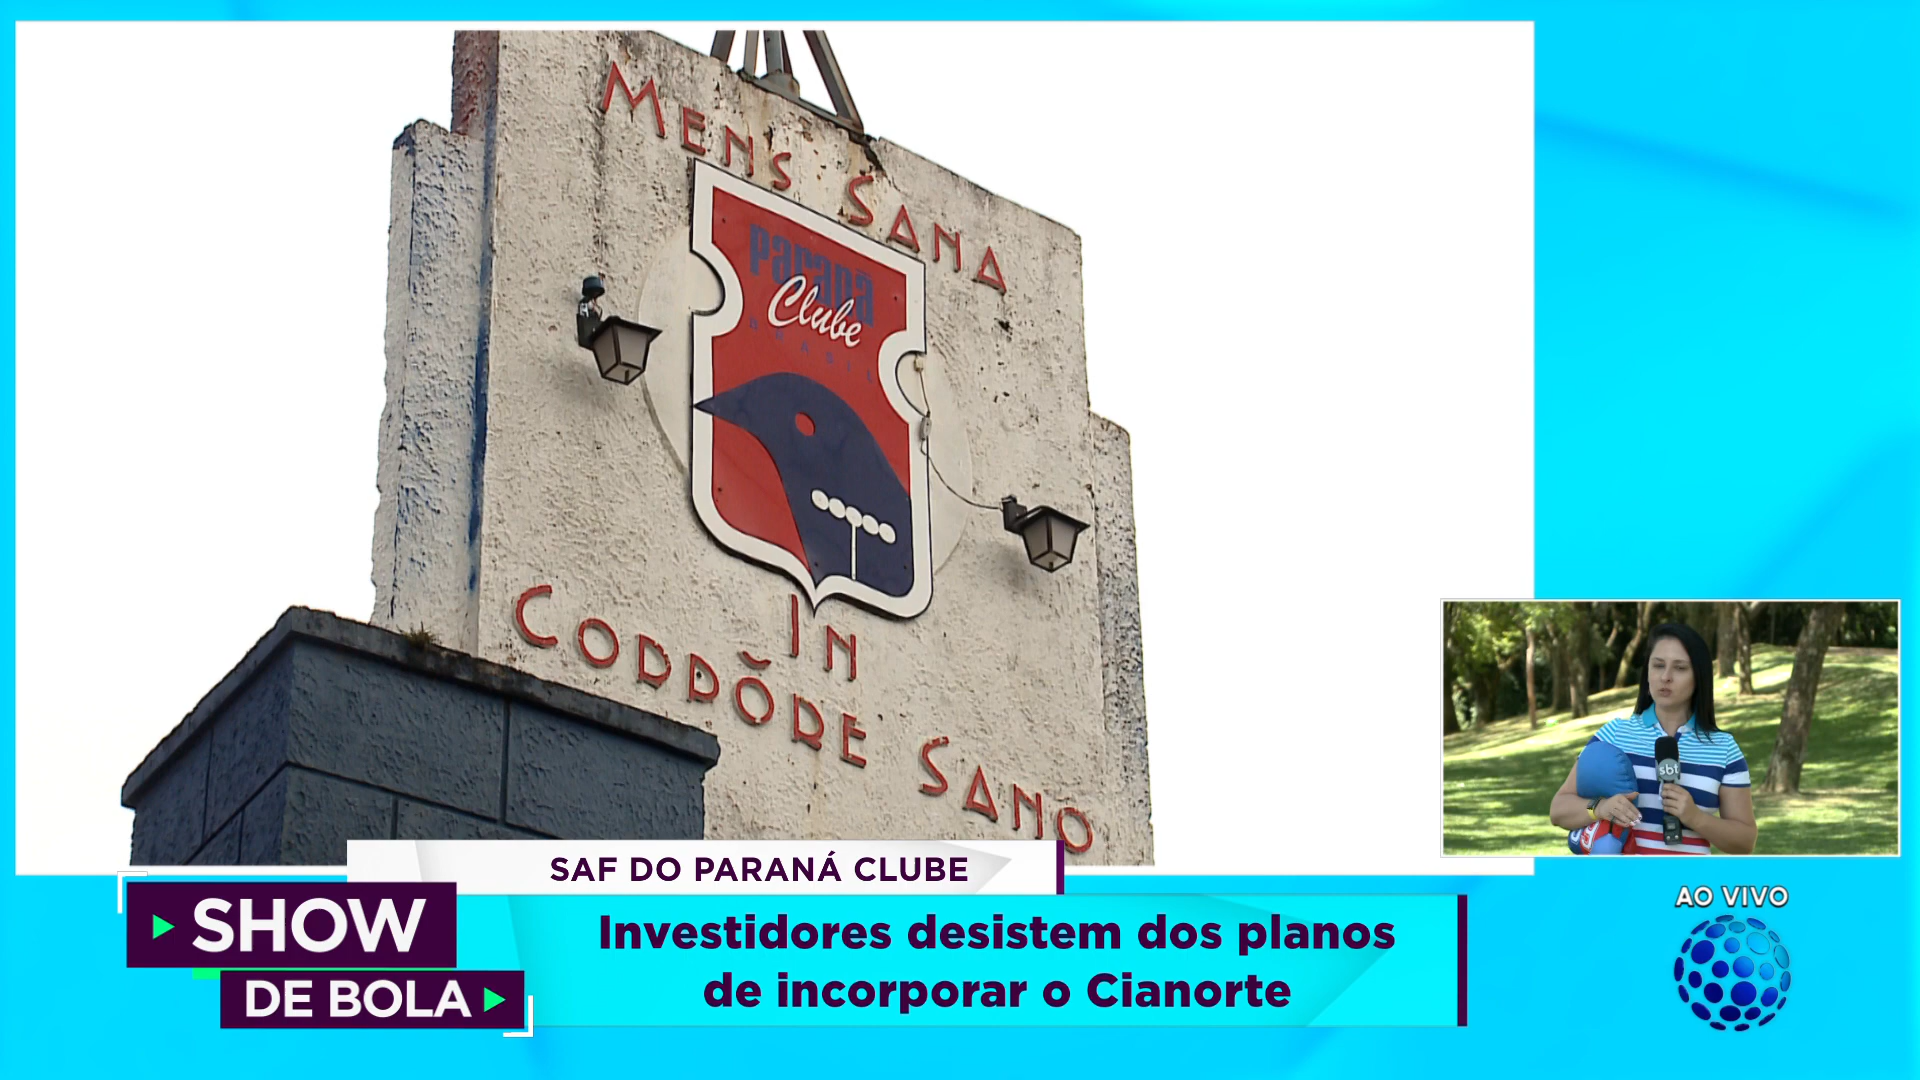 MENS SANA
paraná
Clube
BRASIL
IN
CODDŎRE SANO
sbt
SAF DO PARANÁ CLUBE
SHOW
DE BOLA
Investidores desistem dos planos
de incorporar o Cianorte
AO VIVO